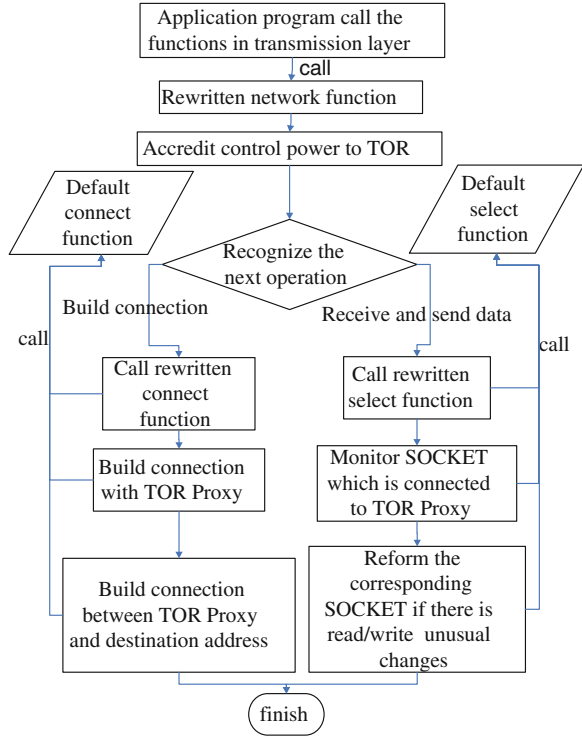 Application program call the
functions in transmission layer
call
Rewritten network function
Accredit control power to TOR
Default
connect
function
Default
select
function
Recognize the
next operation
Build connection
Receive and send data
call
call
Call rewritten
connect
function
Call rewritten
select function
Build connection
with TOR Proxy
Monitor SOCKET
which is connected
to TOR Proxy
Build connection
between TOR Proxy
and destination address
Reform the
corresponding
SOCKET if there is
read/write unusual
changes
finish